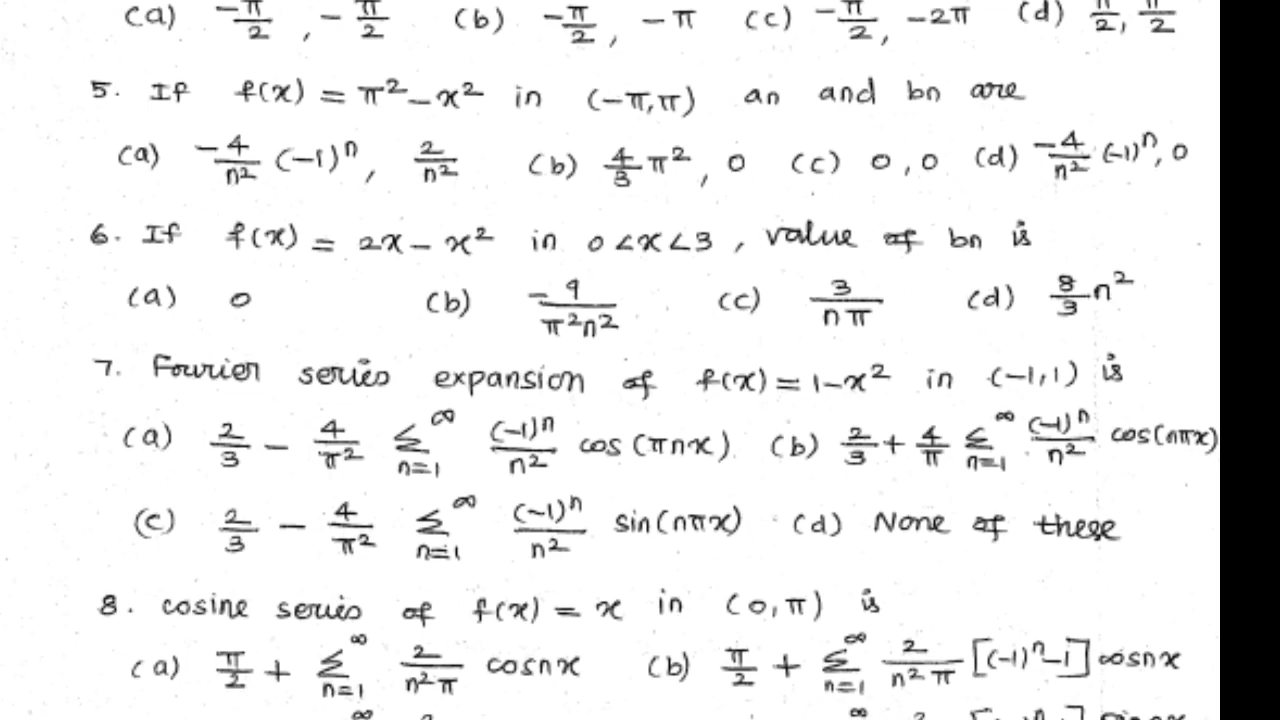 (a) -π/2, -π/2 (b) -π/2, -π (c) -π/2, -2π (d) π/2, π/2
5. If f(x) = π²-x² in (-π,π) an and bn are
(a) -4/n² (-1)ⁿ, 2/n² (b) 4/3 π², 0 (c) 0,0 (d) -4/n² (-1)ⁿ, 0
6. If f(x) = 2x-x² in 0<x<3, value of bn is
(a) 0 (b) -9/π²n² (c) 3/nπ (d) 8/3 n²
7. Fourier series expansion of f(x)=1-x² in (-1,1) is
(a) 2/3 - 4/π² Σ_{n=1}^∞ (-1)ⁿ/n² cos(πnx) (b) 2/3 + 4/π Σ_{n=1}^∞ (-1)ⁿ/n² cos(nπx)
(c) 2/3 - 4/π² Σ_{n=1}^∞ (-1)ⁿ/n² sin(nπx) (d) None of these
8. cosine series of f(x) = x in (0,π) is
(a) π/2 + Σ_{n=1}^∞ 2/n²π cosnx (b) π/2 + Σ_{n=1}^∞ 2/n²π [(-1)ⁿ-1] cosnx